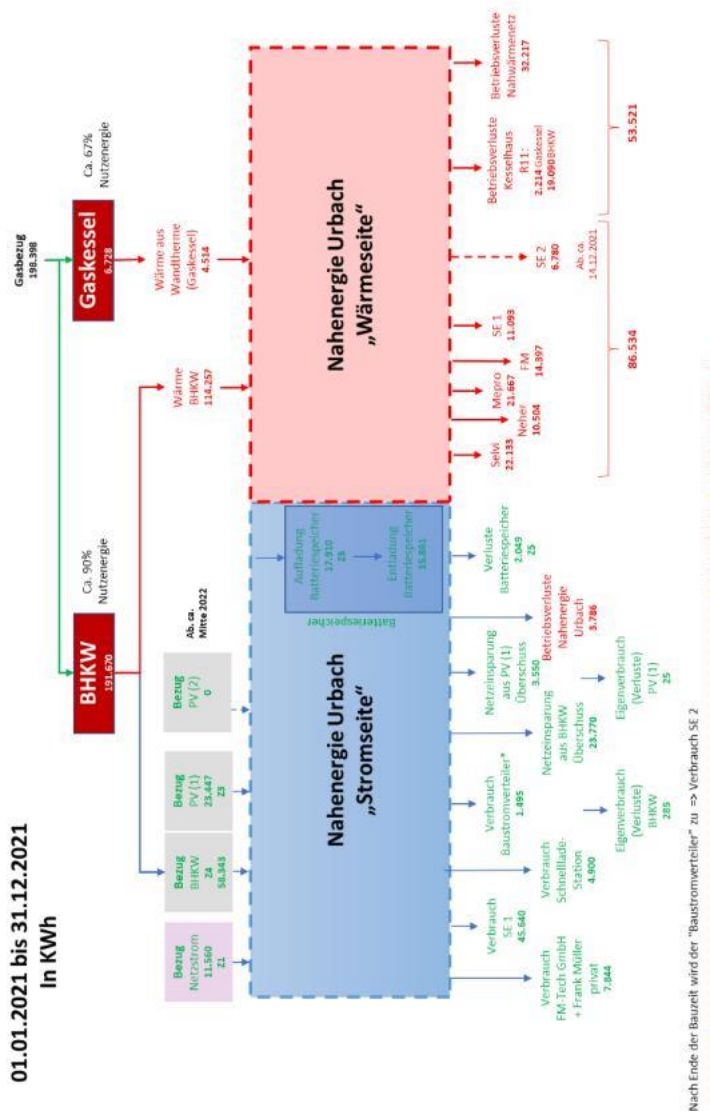 01.01.2021 bis 31.12.2021
In KWh
Gasbezug
198.398
BHKW
191.670
Ca. 90%
Nutzenergie
Gaskessel
6.728
Ca. 67%
Nutzenergie
Bezug
Netzstrom
11.560
Z1
Bezug
BHKW
Z4
58.343
Bezug
PV (1)
23.447
Z3
Bezug
PV (2)
0
Ab. ca.
Mitte 2022
Wärme
BHKW
114.257
Wärme aus
Wandtherme
(Gaskessel)
4.514
Nahenergie Urbach
„Stromseite"
Batteriespeicher
Aufladung
Batteriespeicher
17.910
Z5
Entladung
Batteriespeicher
15.861
Nahenergie Urbach
„Wärmeseite"
Verbrauch
FM-Tech GmbH
+ Frank Müller
privat
7.844
Verbrauch
SE 1
45.640
Verbrauch
Schnelllade-
Station
4.900
Verbrauch
Baustromverteiler*
1.495
Netzeinsparung
aus BHKW
Überschuss
23.770
Netzeinsparung
aus PV (1)
Überschuss
3.550
Betriebsverluste
Nahenergie
Urbach
3.786
Verluste
Batteriespeicher
2.049
Z5
Eigenverbrauch
(Verluste)
BHKW
285
Eigenverbrauch
(Verluste)
PV (1)
25
Selvi
22.133
Neher
10.504
Mepro
21.667
FM
14.397
SE 1
11.093
SE 2
6.780
Ab. ca.
14.12.2021
Betriebsverluste
Kesselhaus
R11:
2.214 Gaskessel
19.090 BHKW
Betriebsverluste
Nahwärmenetz
32.217
86.534
53.521
Nach Ende der Bauzeit wird der "Baustromverteiler" zu => Verbrauch SE 2